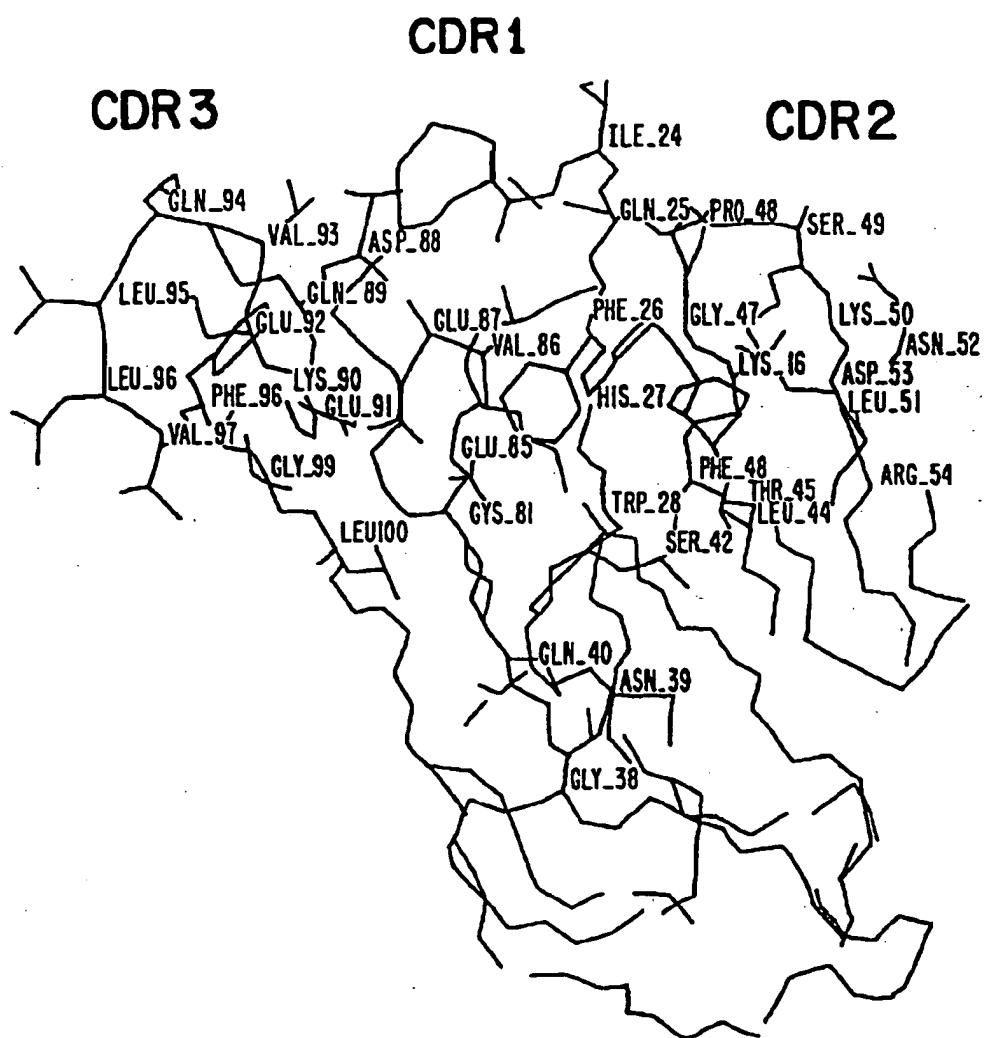 CDR1
CDR3
CDR2
ILE_24
GLN_94
GLN_25
PRO_48
SER_49
VAL_93
ASP_88
LEU_95
GLN_89
GLU_92
GLU_87
PHE_26
GLY_47
LYS_50
VAL_86
ASN_52
LYS_16
LEU_96
LYS_90
ASP_53
PHE_96
HIS_27
LEU_51
GLU_91
VAL_97
GLU_85
GLY_99
PHE_48
ARG_54
THR_45
TRP_28
LEU_44
GYS_81
LEU100
SER_42
GLN_40
ASN_39
GLY_38